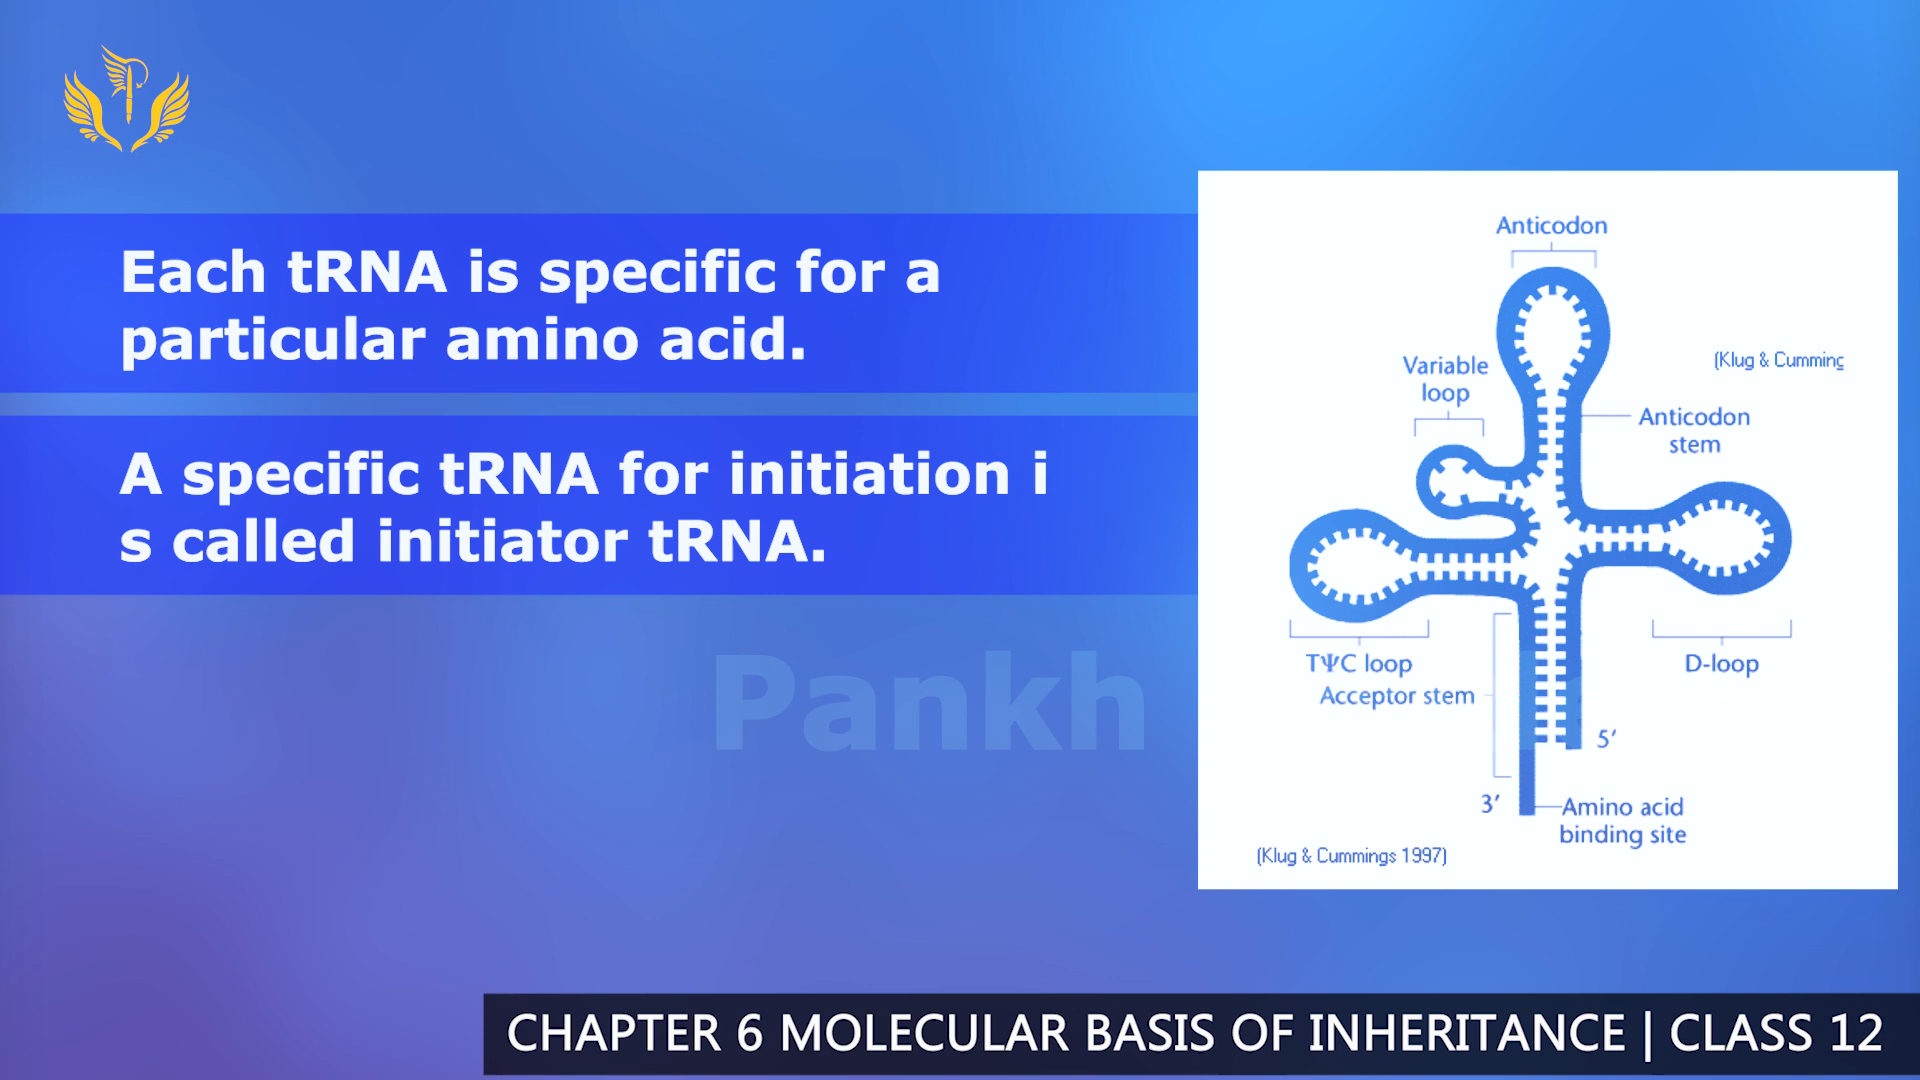 Each tRNA is specific for a
particular amino acid.
A specific tRNA for initiation i
s called initiator tRNA.
Pankh
Anticodon
(Klug & Cumming
Variable
loop
Anticodon
stem
TΨC loop
D-loop
Acceptor stem
5′
3′
Amino acid
binding site
(Klug & Cummings 1997)
CHAPTER 6 MOLECULAR BASIS OF INHERITANCE | CLASS 12